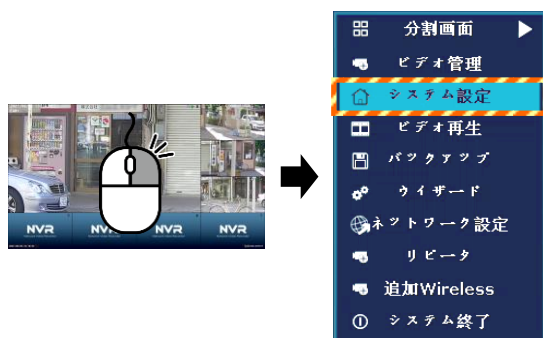 NVR
NVR
NVR
NVR
分割画面
ビデオ管理
システム設定
ビデオ再生
バックアップ
ウイザード
ネットワーク設定
リピータ
追加Wireless
システム終了